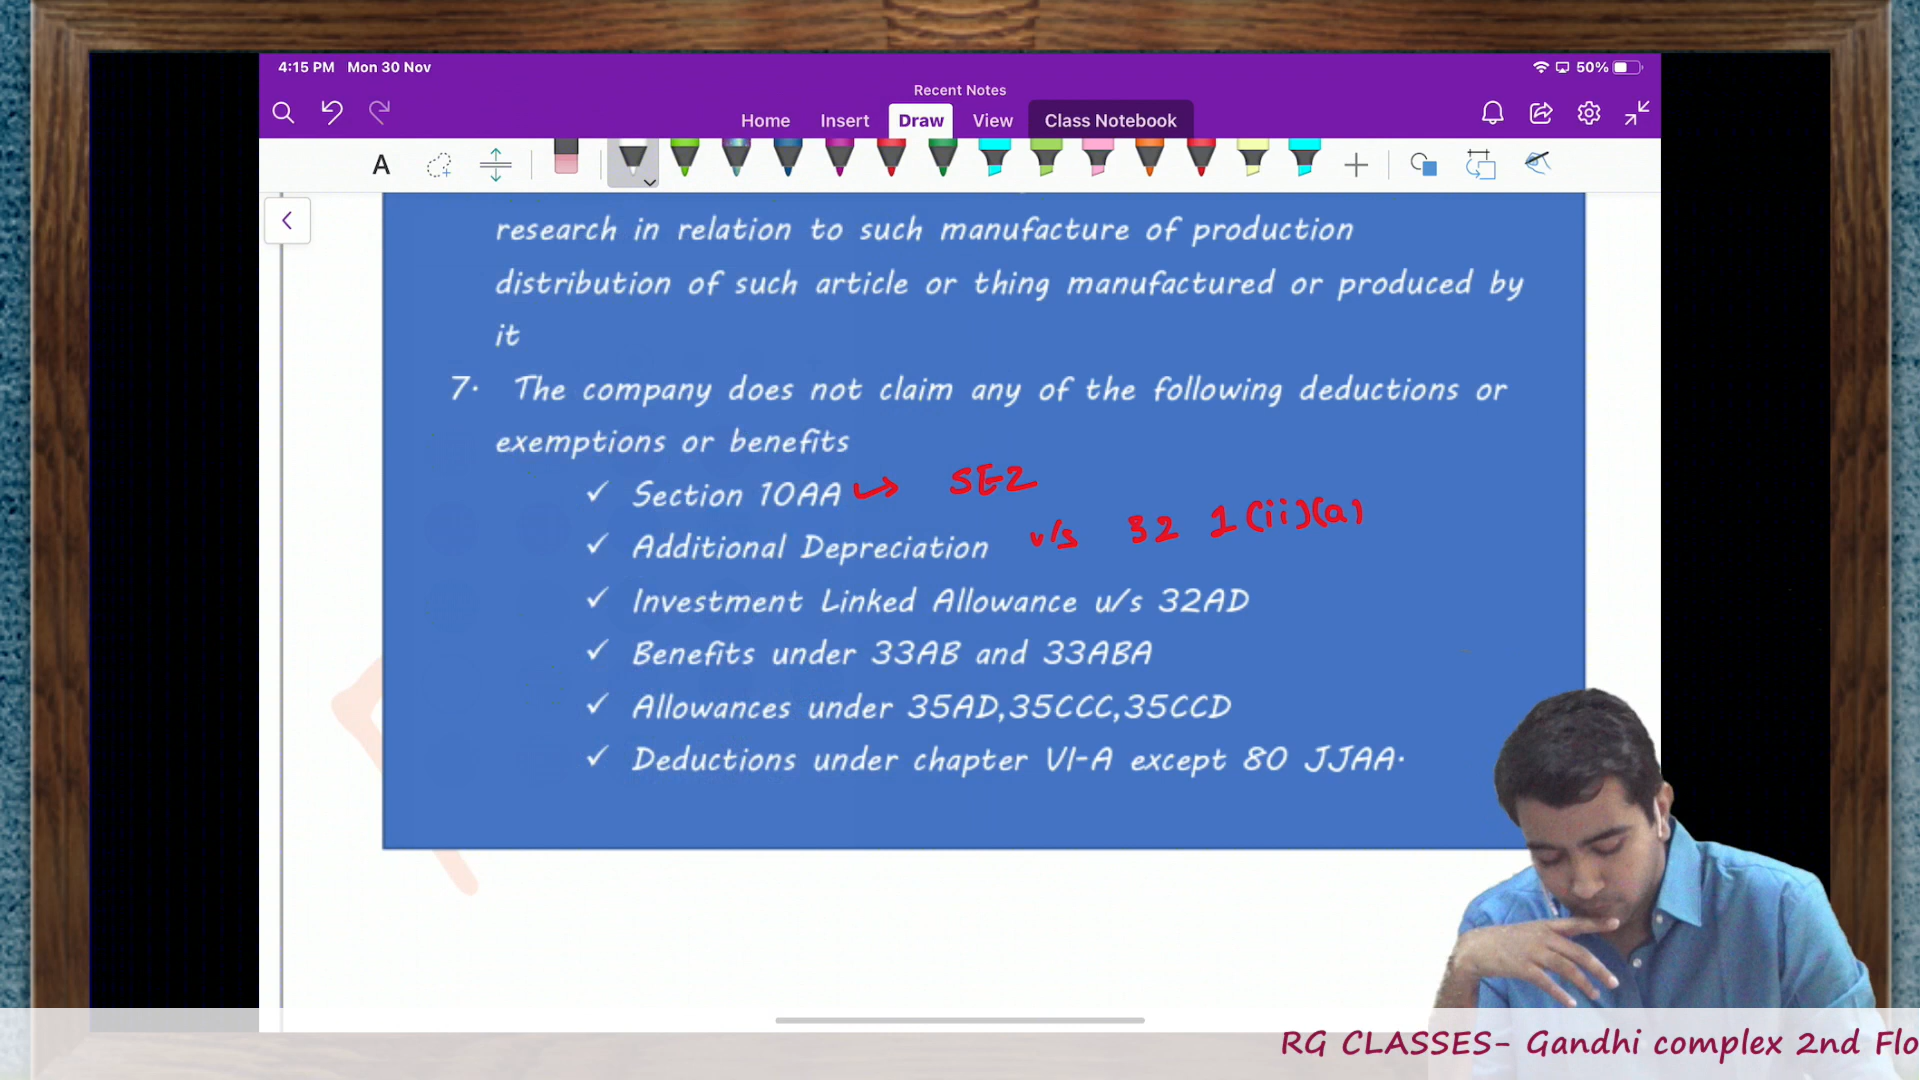 4:15 PM Mon 30 Nov
50%
Recent Notes
Home Insert Draw View Class Notebook
A
research in relation to such manufacture of production
distribution of such article or thing manufactured or produced by
it
7. The company does not claim any of the following deductions or
exemptions or benefits
✓ Section 10AA → SEZ
✓ Additional Depreciation u/s 32 1(ii)(a)
✓ Investment Linked Allowance u/s 32AD
✓ Benefits under 33AB and 33ABA
✓ Allowances under 35AD,35CCC,35CCD
✓ Deductions under chapter VI-A except 80 JJAA.
RG CLASSES- Gandhi complex 2nd Flo